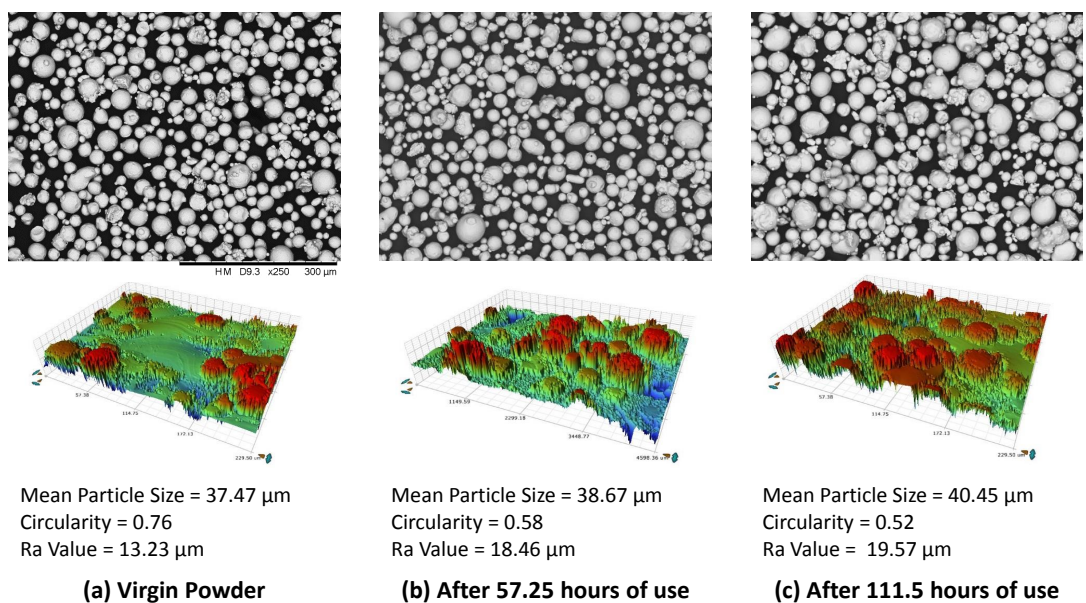 HM D9.3 x250 300 µm
57.38
114.75
172.13
229.50 µm
1149.59
2299.18
3448.77
4598.36 µm
57.38
114.75
172.13
229.50 µm
Mean Particle Size = 37.47 µm
Circularity = 0.76
Ra Value = 13.23 µm
(a) Virgin Powder
Mean Particle Size = 38.67 µm
Circularity = 0.58
Ra Value = 18.46 µm
(b) After 57.25 hours of use
Mean Particle Size = 40.45 µm
Circularity = 0.52
Ra Value =  19.57 µm
(c) After 111.5 hours of use